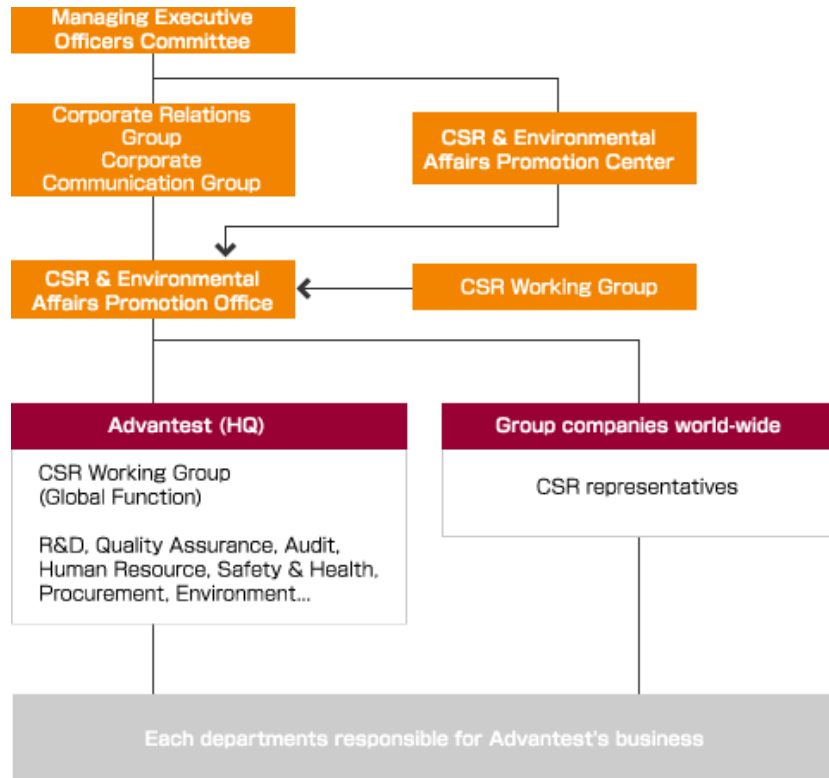 Managing Executive
Officers Committee
Corporate Relations
Group
Corporate
Communication Group
CSR & Environmental
Affairs Promotion Center
CSR & Environmental
Affairs Promotion Office
CSR Working Group
Advantest (HQ)
CSR Working Group
(Global Function)
R&D, Quality Assurance, Audit,
Human Resource, Safety & Health,
Procurement, Environment...
Group companies world-wide
CSR representatives
Each departments responsible for Advantest's business